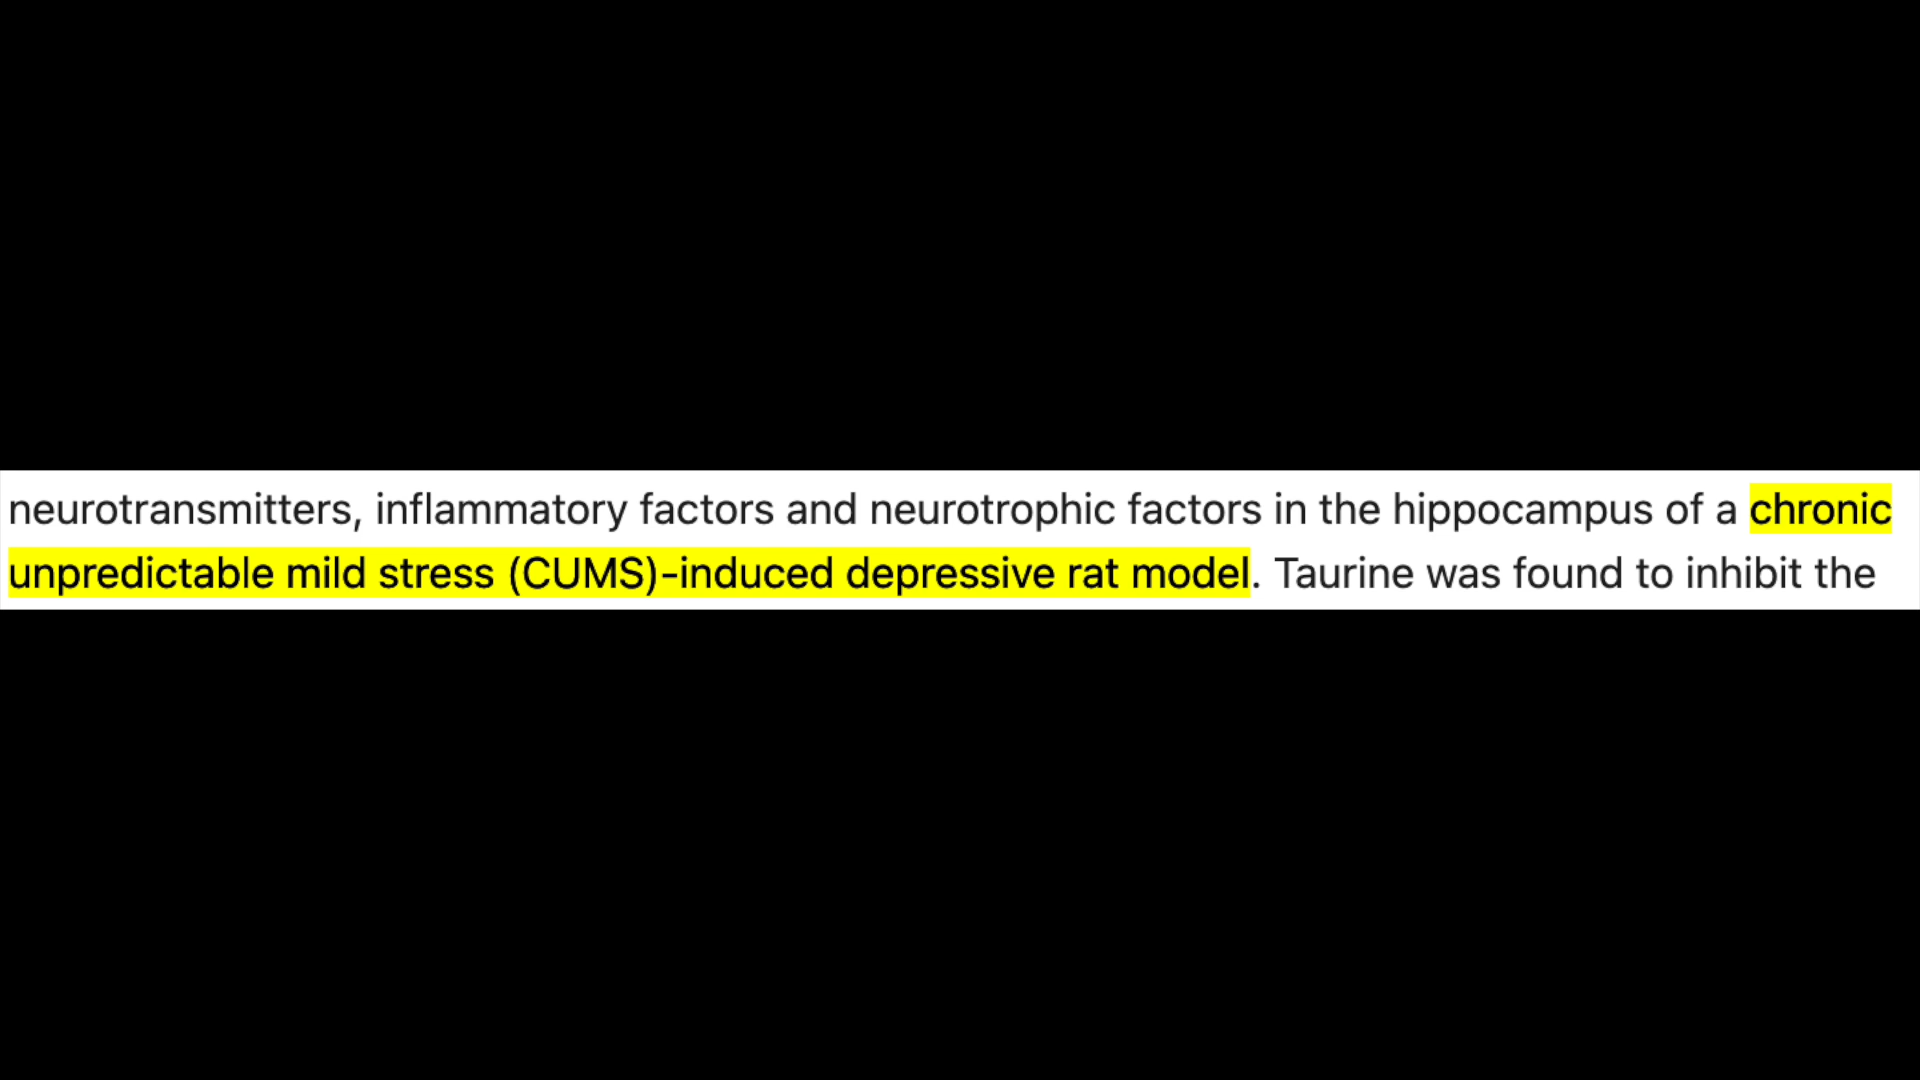 neurotransmitters, inflammatory factors and neurotrophic factors in the hippocampus of a chronic
unpredictable mild stress (CUMS)-induced depressive rat model. Taurine was found to inhibit the